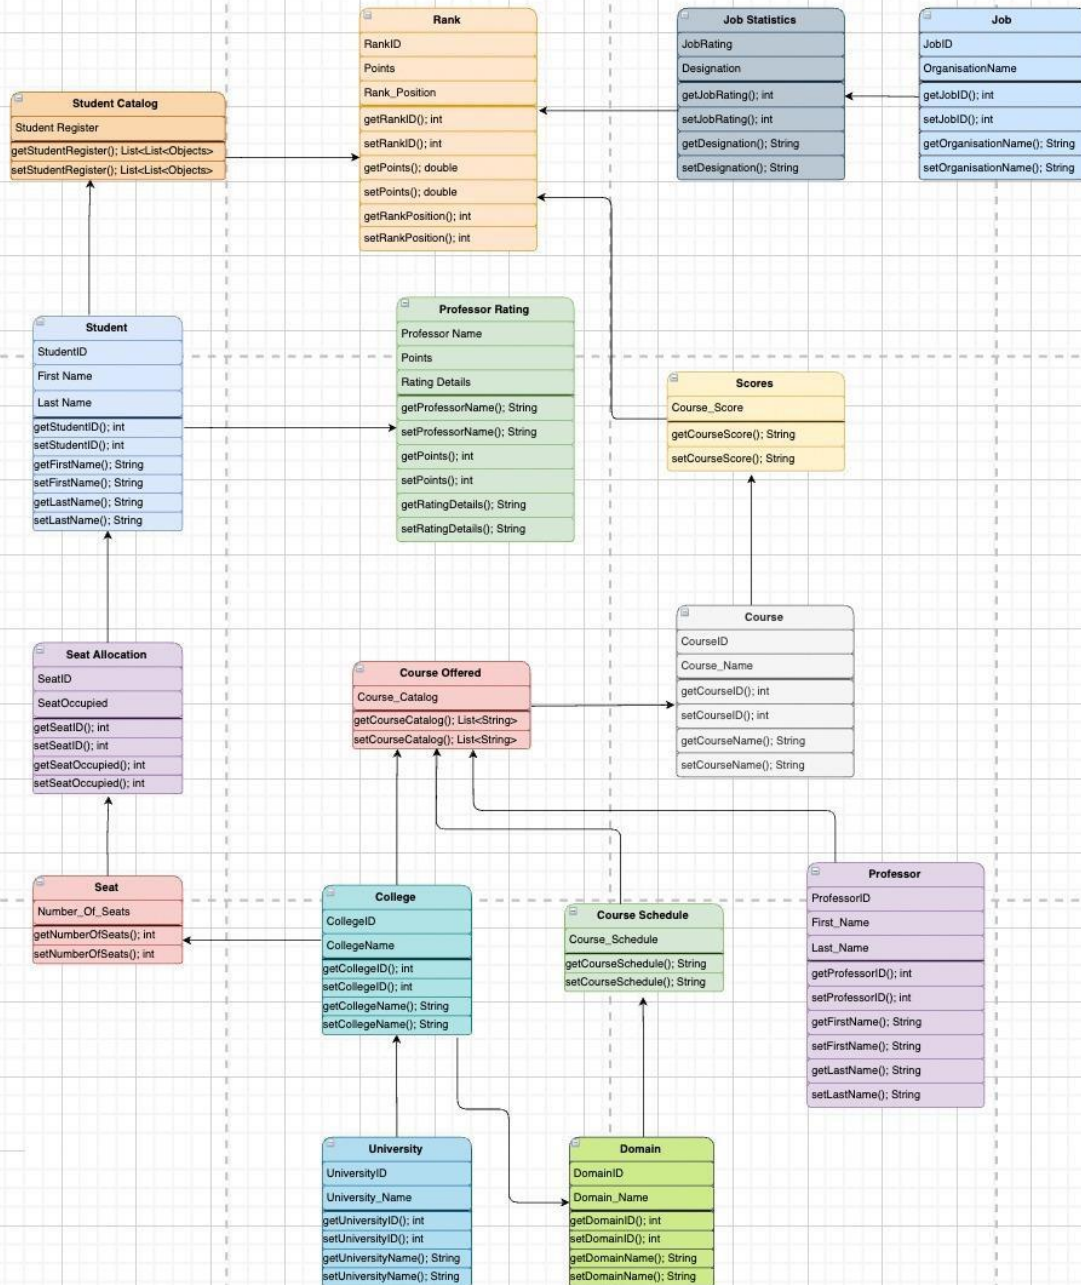 Rank
RankID
Points
Rank_Position
getRankID(); int
setRankID(); int
getPoints(); double
setPoints(); double
getRankPosition(); int
setRankPosition(); int
Job Statistics
JobRating
Designation
getJobRating(); int
setJobRating(); int
getDesignation(); String
setDesignation(); String
Job
JobID
OrganisationName
getJobID(); int
setJobID(); int
getOrganisationName(); String
setOrganisationName(); String
Student Catalog
Student Register
getStudentRegister(); List<List<Objects>
setStudentRegister(); List<List<Objects>
Student
StudentID
First Name
Last Name
getStudentID(); int
setStudentID(); int
getFirstName(); String
setFirstName(); String
getLastName(); String
setLastName(); String
Professor Rating
Professor Name
Points
Rating Details
getProfessorName(); String
setProfessorName(); String
getPoints(); int
setPoints(); int
getRatingDetails(); String
setRatingDetails(); String
Scores
Course_Score
getCourseScore(); String
setCourseScore(); String
Seat Allocation
SeatID
SeatOccupied
getSeatID(); int
setSeatID(); int
getSeatOccupied(); int
setSeatOccupied(); int
Course Offered
Course_Catalog
getCourseCatalog(); List<String>
setCourseCatalog(); List<String>
Course
CourseID
Course_Name
getCourseID(); int
setCourseID(); int
getCourseName(); String
setCourseName(); String
Seat
Number_Of_Seats
getNumberOfSeats(); int
setNumberOfSeats(); int
College
CollegeID
CollegeName
getCollegeID(); int
setCollegeID(); int
getCollegeName(); String
setCollegeName(); String
Course Schedule
Course_Schedule
getCourseSchedule(); String
setCourseSchedule(); String
Professor
ProfessorID
First_Name
Last_Name
getProfessorID(); int
setProfessorID(); int
getFirstName(); String
setFirstName(); String
getLastName(); String
setLastName(); String
University
UniversityID
University_Name
getUniversityID(); int
setUniversityID(); int
getUniversityName(); String
setUniversityName(); String
Domain
DomainID
Domain_Name
getDomainID(); int
setDomainID(); int
getDomainName(); String
setDomainName(); String